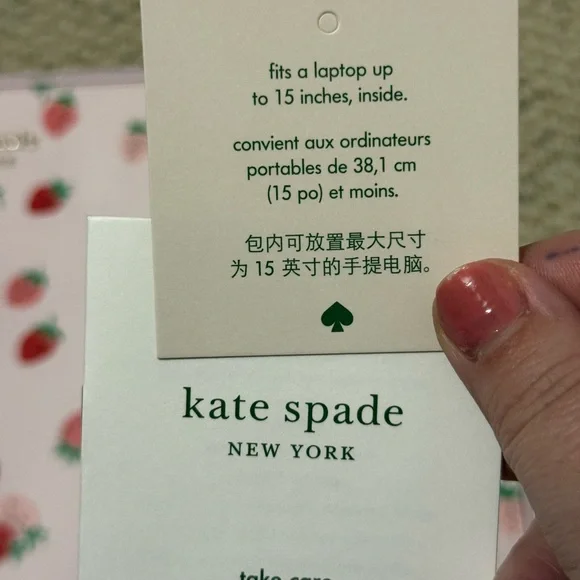 fits a laptop up
to 15 inches, inside.
convient aux ordinateurs
portables de 38,1 cm
(15 po) et moins.
包内可放置最大尺寸
为 15 英寸的手提电脑。
kate spade
NEW YORK
take care